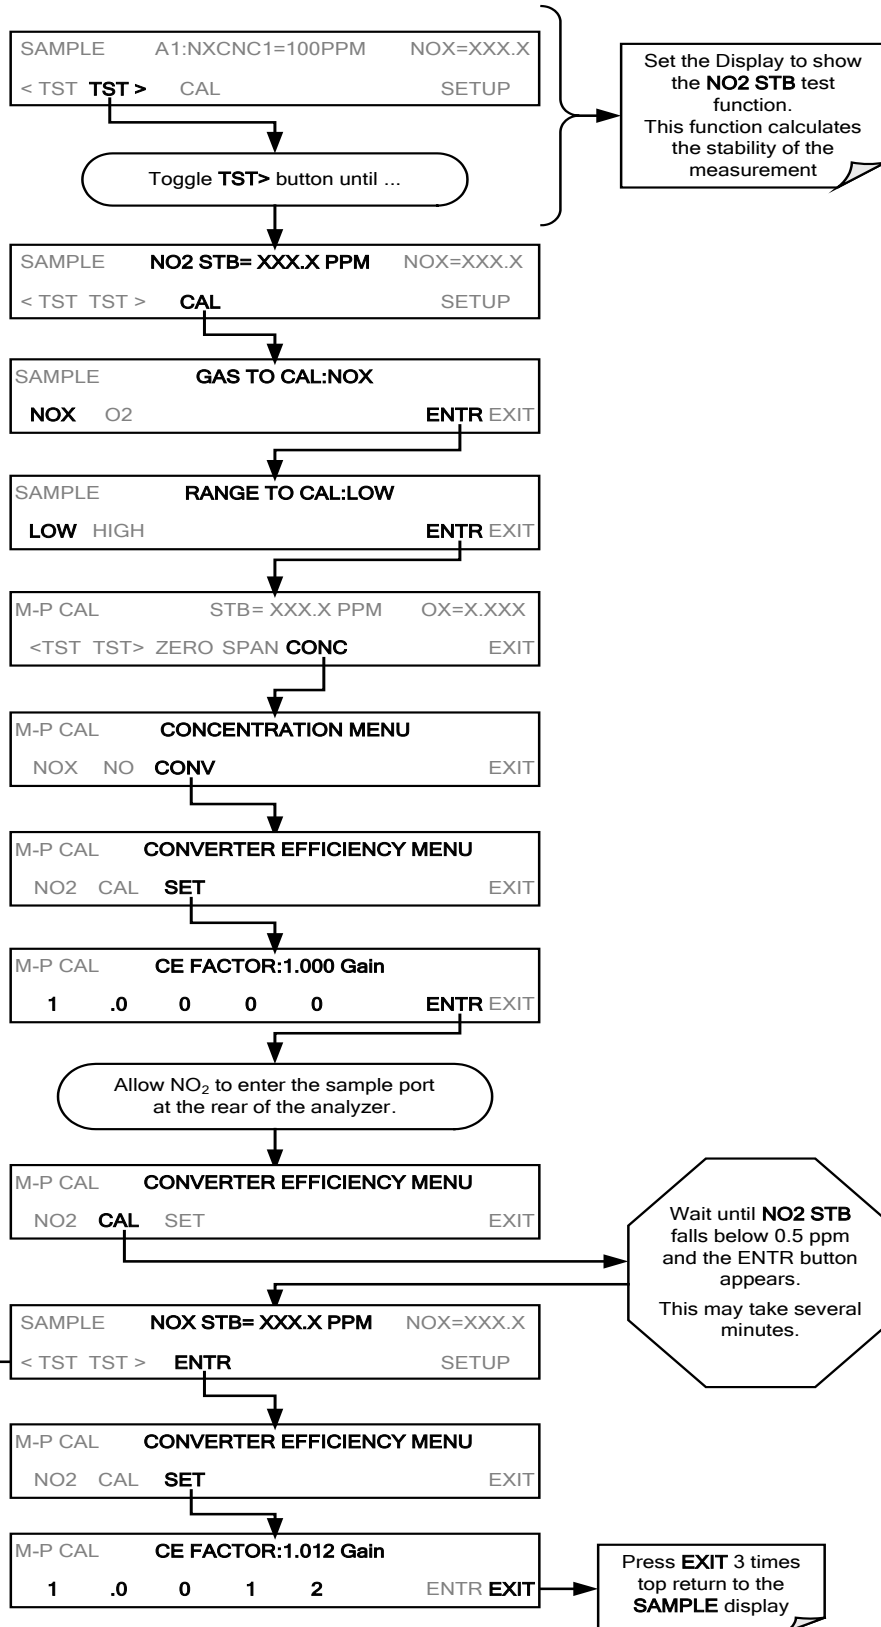 SAMPLE A1:NXCNC1=100PPM NOX=XXX.X
< TST TST > CAL SETUP
Set the Display to show
the NO2 STB test
function.
This function calculates
the stability of the
measurement
Toggle TST> button until ...
SAMPLE NO2 STB= XXX.X PPM NOX=XXX.X
< TST TST > CAL SETUP
SAMPLE GAS TO CAL:NOX
NOX O2 ENTR EXIT
SAMPLE RANGE TO CAL:LOW
LOW HIGH ENTR EXIT
M-P CAL STB= XXX.X PPM OX=X.XXX
<TST TST> ZERO SPAN CONC EXIT
M-P CAL CONCENTRATION MENU
NOX NO CONV EXIT
M-P CAL CONVERTER EFFICIENCY MENU
NO2 CAL SET EXIT
M-P CAL CE FACTOR:1.000 Gain
1 .0 0 0 0 ENTR EXIT
Allow NO₂ to enter the sample port
at the rear of the analyzer.
M-P CAL CONVERTER EFFICIENCY MENU
NO2 CAL SET EXIT
Wait until NO2 STB
falls below 0.5 ppm
and the ENTR button
appears.
This may take several
minutes.
SAMPLE NOX STB= XXX.X PPM NOX=XXX.X
< TST TST > ENTR SETUP
M-P CAL CONVERTER EFFICIENCY MENU
NO2 CAL SET EXIT
M-P CAL CE FACTOR:1.012 Gain
1 .0 0 1 2 ENTR EXIT
Press EXIT 3 times
top return to the
SAMPLE display